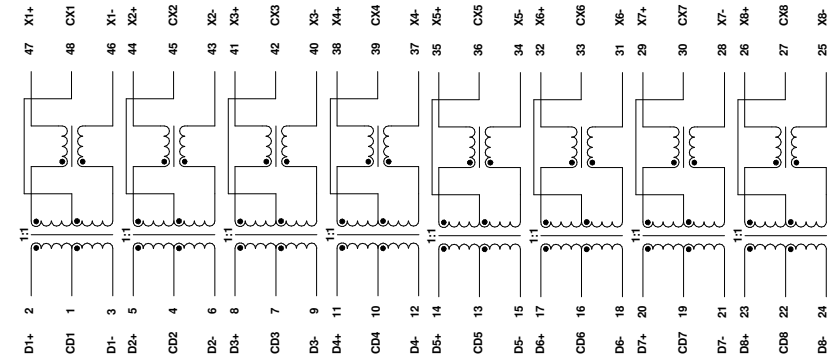 X1+ CX1 X1- X2+ CX2 X2- X3+ CX3 X3- X4+ CX4 X4- X5+ CX5 X5- X6+ CX6 X6- X7+ CX7 X7- X8+ CX8 X8-
47 48 46 44 45 43 41 42 40 38 39 37 35 36 34 32 33 31 29 30 28 26 27 25
1:1 1:1 1:1 1:1 1:1 1:1 1:1 1:1
2 1 3 5 4 6 8 7 9 11 10 12 14 13 15 17 16 18 20 19 21 23 22 24
D1+ CD1 D1- D2+ CD2 D2- D3+ CD3 D3- D4+ CD4 D4- D5+ CD5 D5- D6+ CD6 D6- D7+ CD7 D7- D8+ CD8 D8-